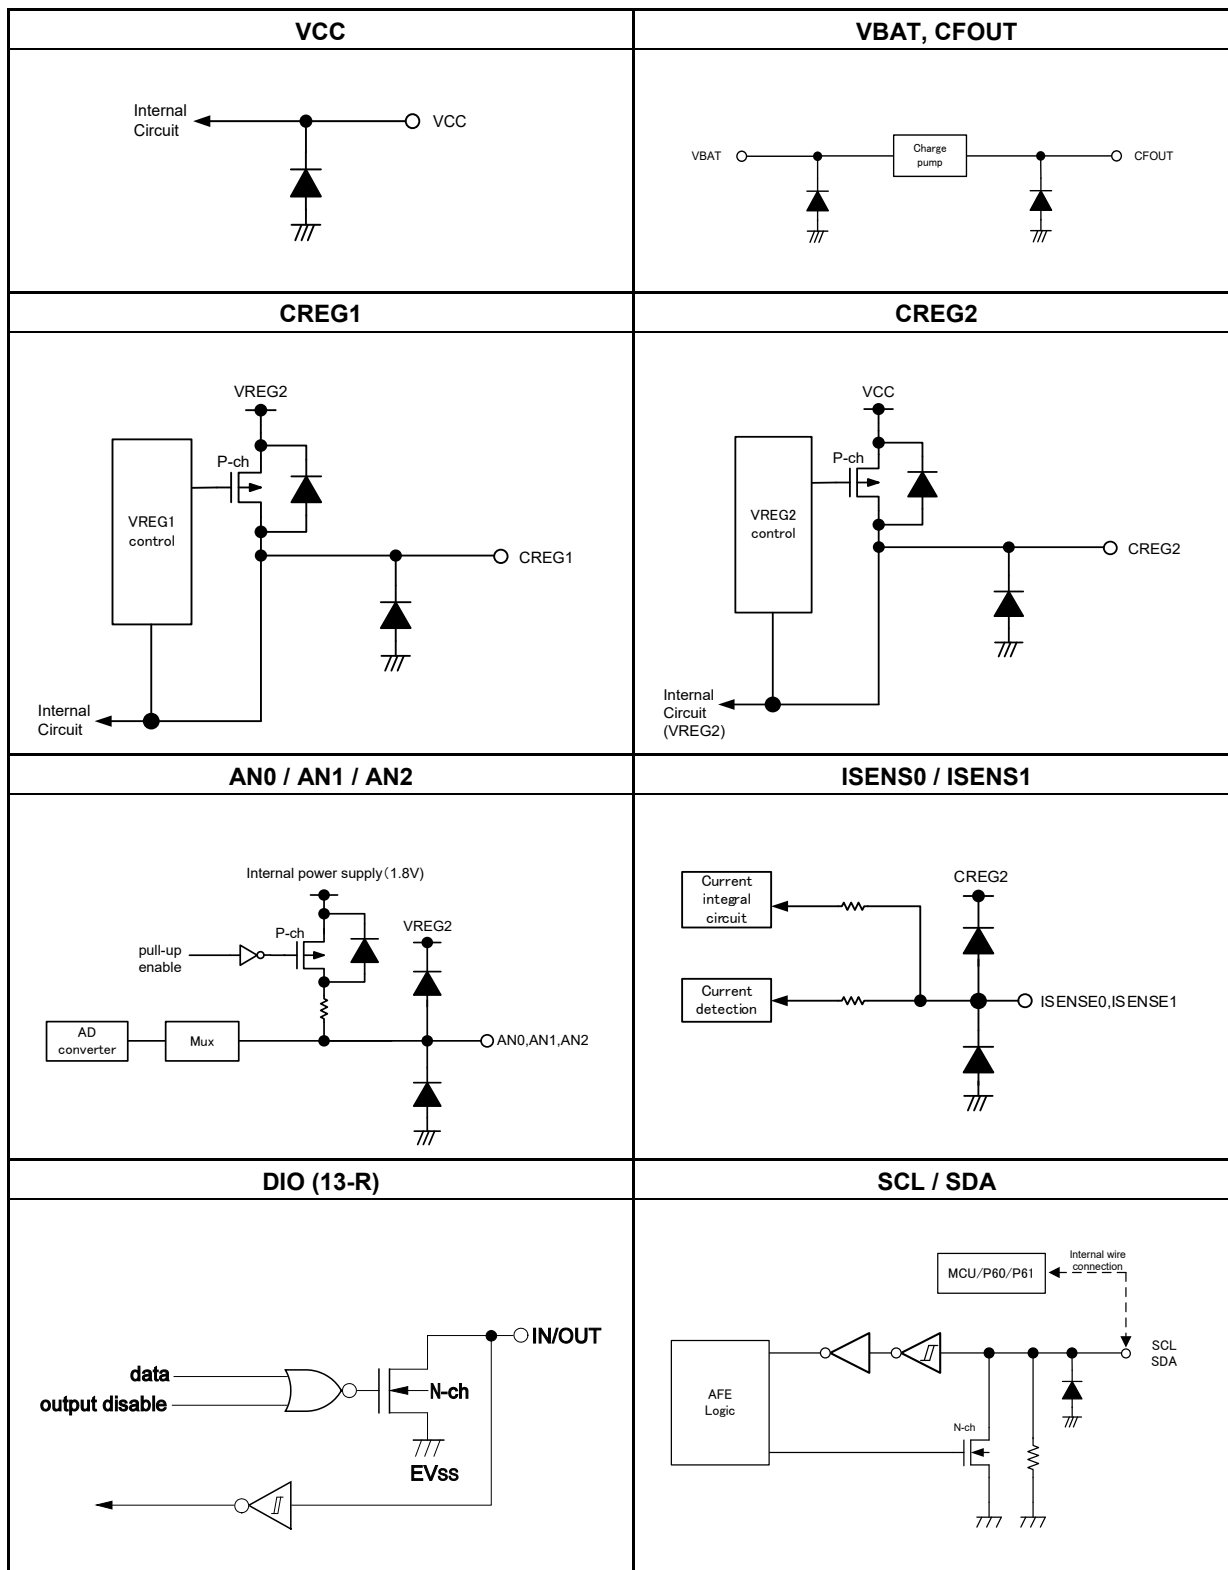 VCC
VBAT, CFOUT
Internal
Circuit
VCC
VBAT
Charge
pump
CFOUT
CREG1
CREG2
VREG2
P-ch
VREG1
control
CREG1
Internal
Circuit
VCC
P-ch
VREG2
control
CREG2
Internal
Circuit
(VREG2)
AN0 / AN1 / AN2
ISENS0 / ISENS1
Internal power supply(1.8V)
P-ch
VREG2
pull-up
enable
AD
converter
Mux
AN0,AN1,AN2
Current
integral
circuit
CREG2
Current
detection
ISENSE0,ISENSE1
DIO (13-R)
SCL / SDA
IN/OUT
data
output disable
N-ch
EVss
MCU/P60/P61
Internal wire
connection
SCL
SDA
AFE
Logic
N-ch